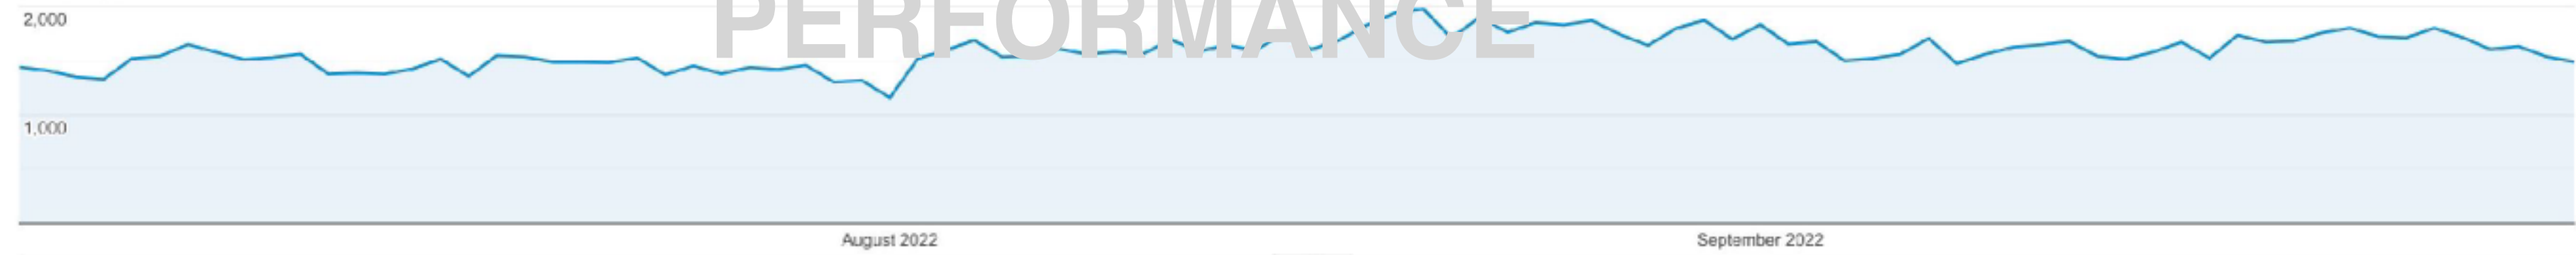 PERFORMANCE
2,000
1,000
August 2022 September 2022